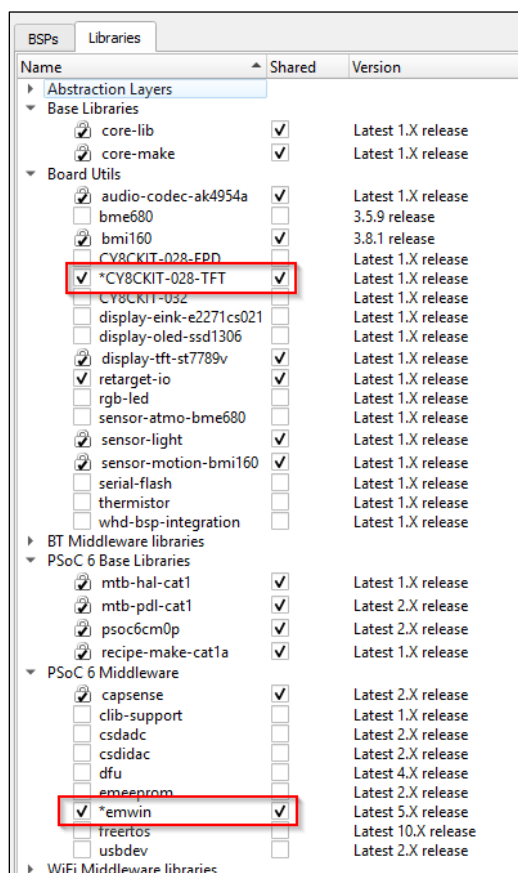 BSPs Libraries
Name Shared Version
Abstraction Layers
Base Libraries
core-lib Latest 1.X release
core-make Latest 1.X release
Board Utils
audio-codec-ak4954a Latest 1.X release
bme680 3.5.9 release
bmi160 3.8.1 release
CY8CKIT-028-EPD Latest 1.X release
*CY8CKIT-028-TFT Latest 1.X release
CY8CKIT-032 Latest 1.X release
display-eink-e2271cs021 Latest 1.X release
display-oled-ssd1306 Latest 1.X release
display-tft-st7789v Latest 1.X release
retarget-io Latest 1.X release
rgb-led Latest 1.X release
sensor-atmo-bme680 Latest 1.X release
sensor-light Latest 1.X release
sensor-motion-bmi160 Latest 1.X release
serial-flash Latest 1.X release
thermistor Latest 1.X release
whd-bsp-integration Latest 1.X release
BT Middleware libraries
PSoC 6 Base Libraries
mtb-hal-cat1 Latest 1.X release
mtb-pdl-cat1 Latest 2.X release
psoc6cm0p Latest 2.X release
recipe-make-cat1a Latest 1.X release
PSoC 6 Middleware
capsense Latest 2.X release
clib-support Latest 1.X release
csdadc Latest 2.X release
csdidac Latest 2.X release
dfu Latest 4.X release
emeeprom Latest 2.X release
*emwin Latest 5.X release
freertos Latest 10.X release
usbdev Latest 2.X release
WiFi Middleware libraries